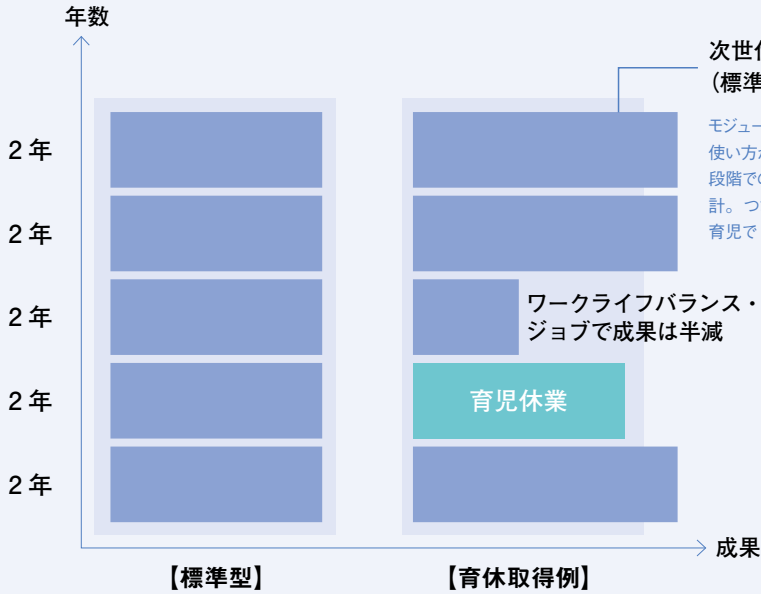 年数
次世
（標準
モジュー
使い方
段階での
計。つ
育児で
2年
2年
2年
2年
2年
ワークライフバランス・
ジョブで成果は半減
育児休業
成果
【標準型】
【育休取得例】